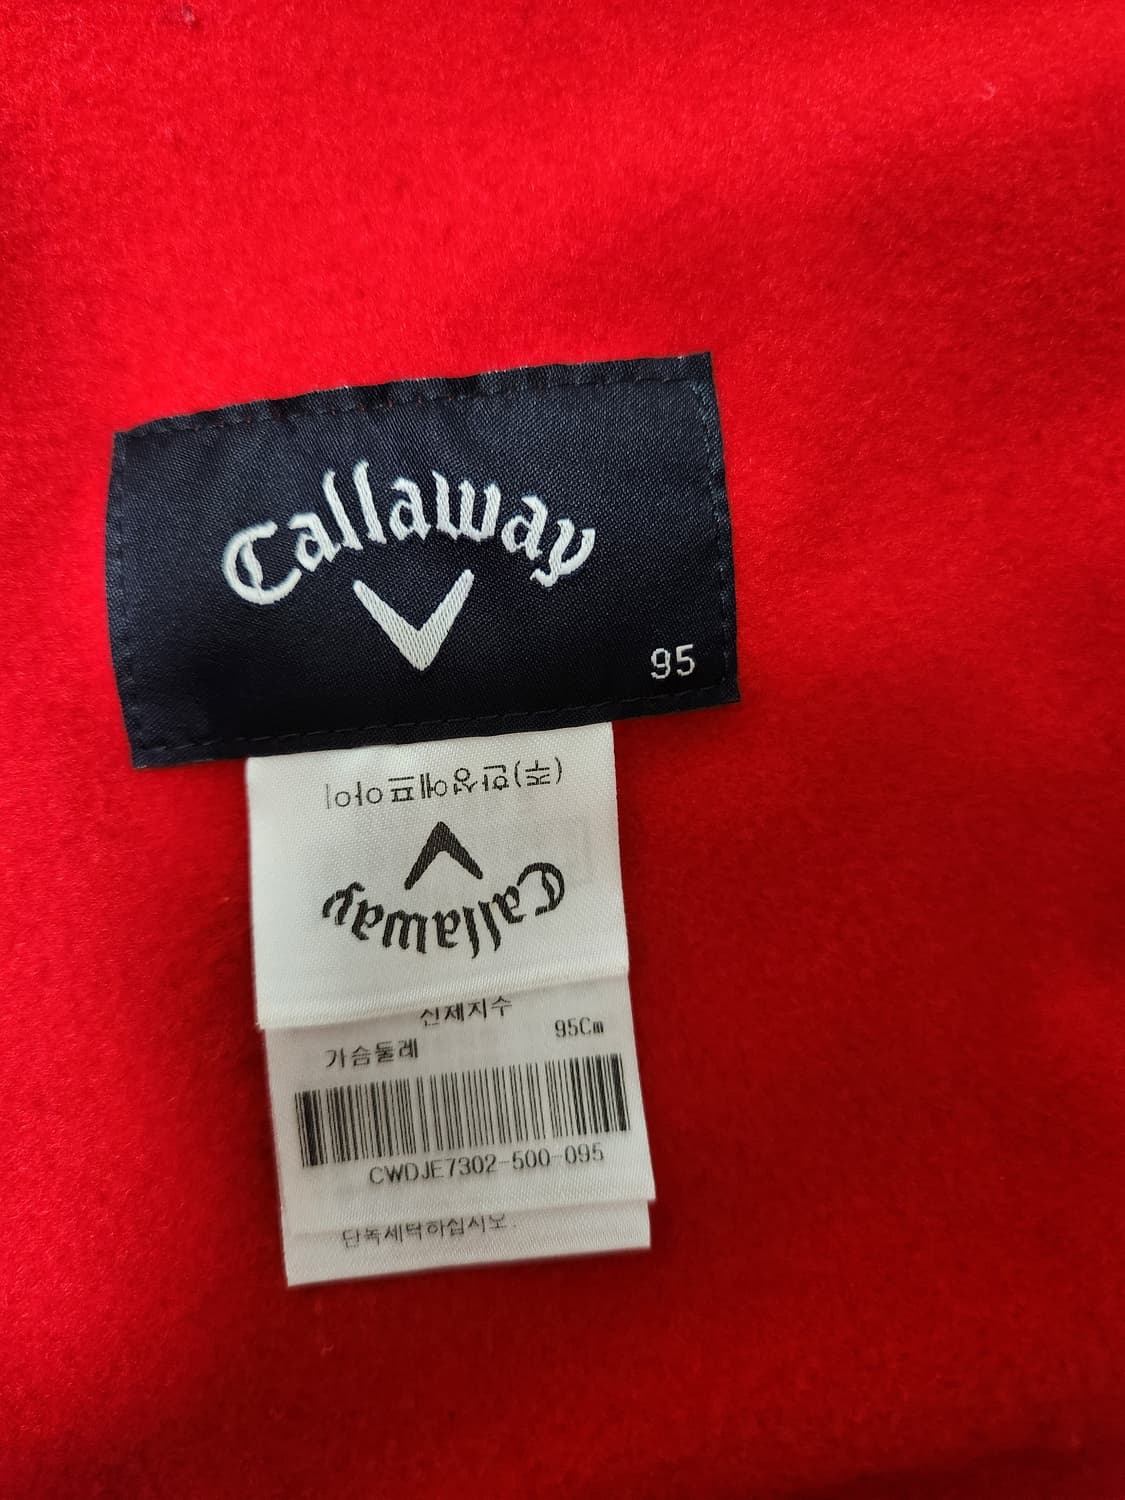 Callaway
95
(주)한성에프아이
Callaway
신체지수
가슴둘레 95Cm
CWDJE7302-500-095
단독세탁하십시오.